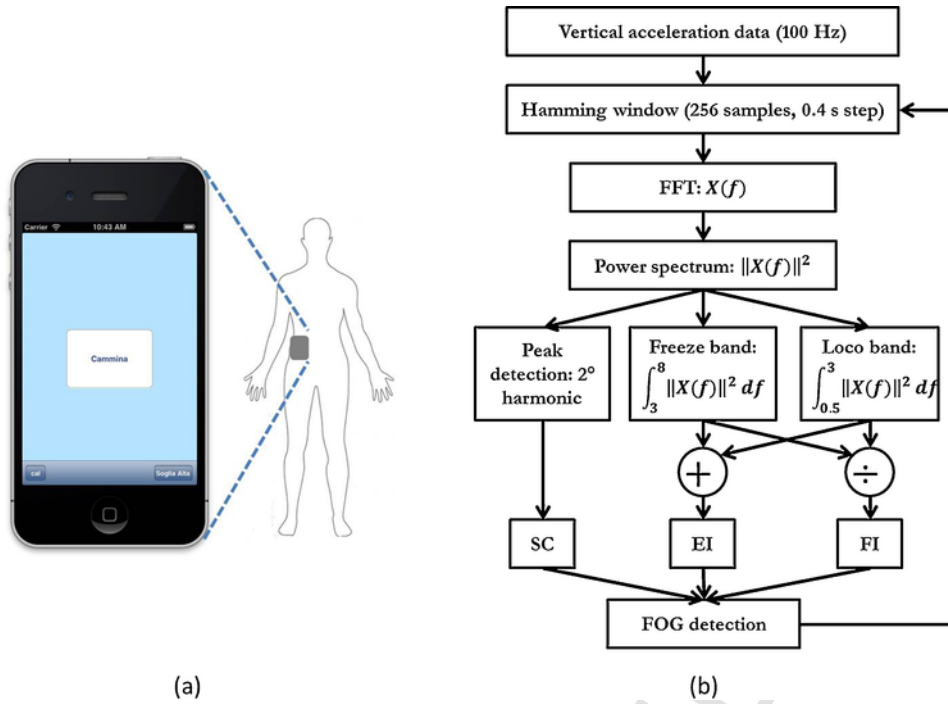 Carrier 10:43 AM
Cammina
cal Soglia Alta
(a)
Vertical acceleration data (100 Hz)
Hamming window (256 samples, 0.4 s step)
FFT: X(f)
Power spectrum: ‖X(f)‖²
Peak
detection: 2°
harmonic
Freeze band:
∫₃⁸ ‖X(f)‖² df
Loco band:
∫₀.₅³ ‖X(f)‖² df
+
÷
SC
EI
FI
FOG detection
(b)